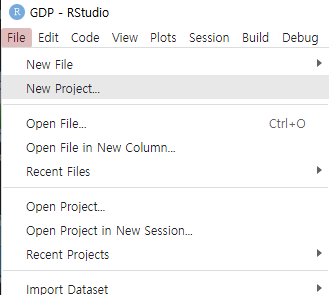 R GDP - RStudio
File Edit Code View Plots Session Build Debug
New File
New Project...
Open File... Ctrl+O
Open File in New Column...
Recent Files
Open Project...
Open Project in New Session...
Recent Projects
Import Dataset